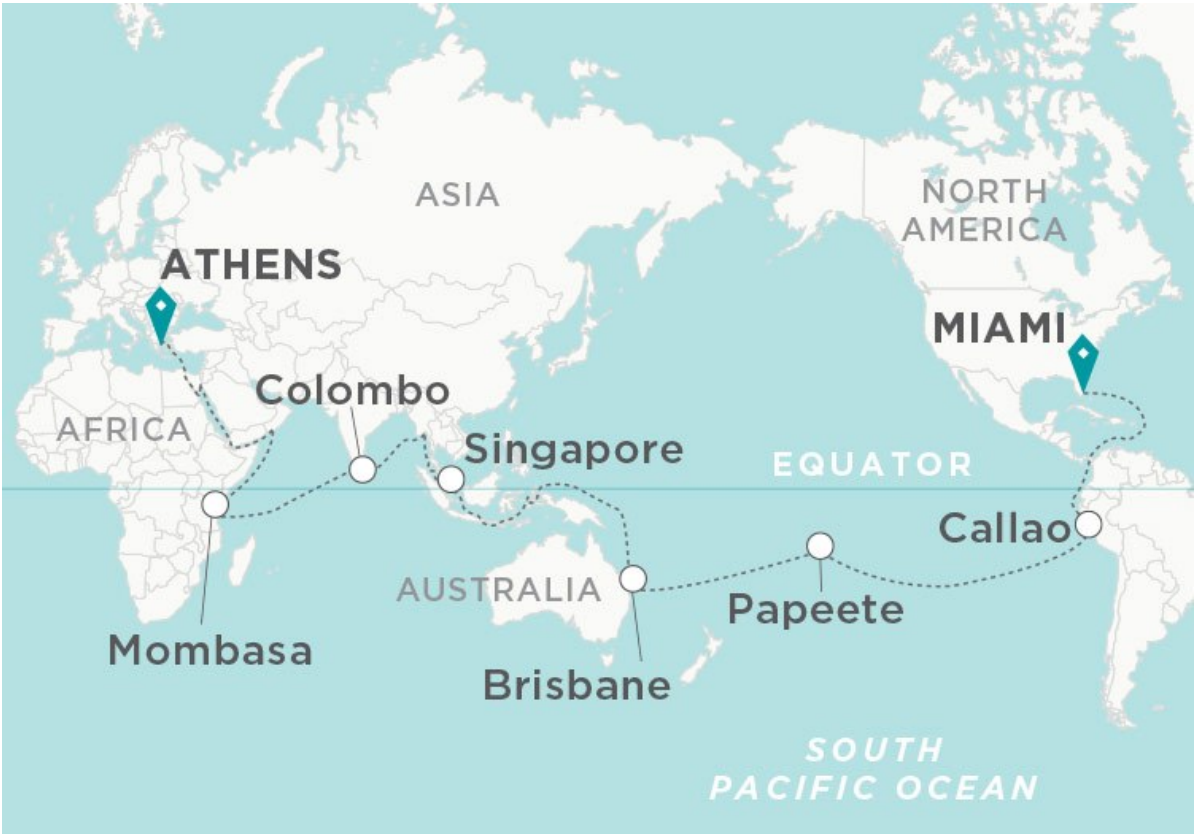 ASIA
NORTH
AMERICA
ATHENS
MIAMI
Colombo
AFRICA
Singapore
EQUATOR
Callao
AUSTRALIA
Papeete
Mombasa
Brisbane
SOUTH
PACIFIC OCEAN